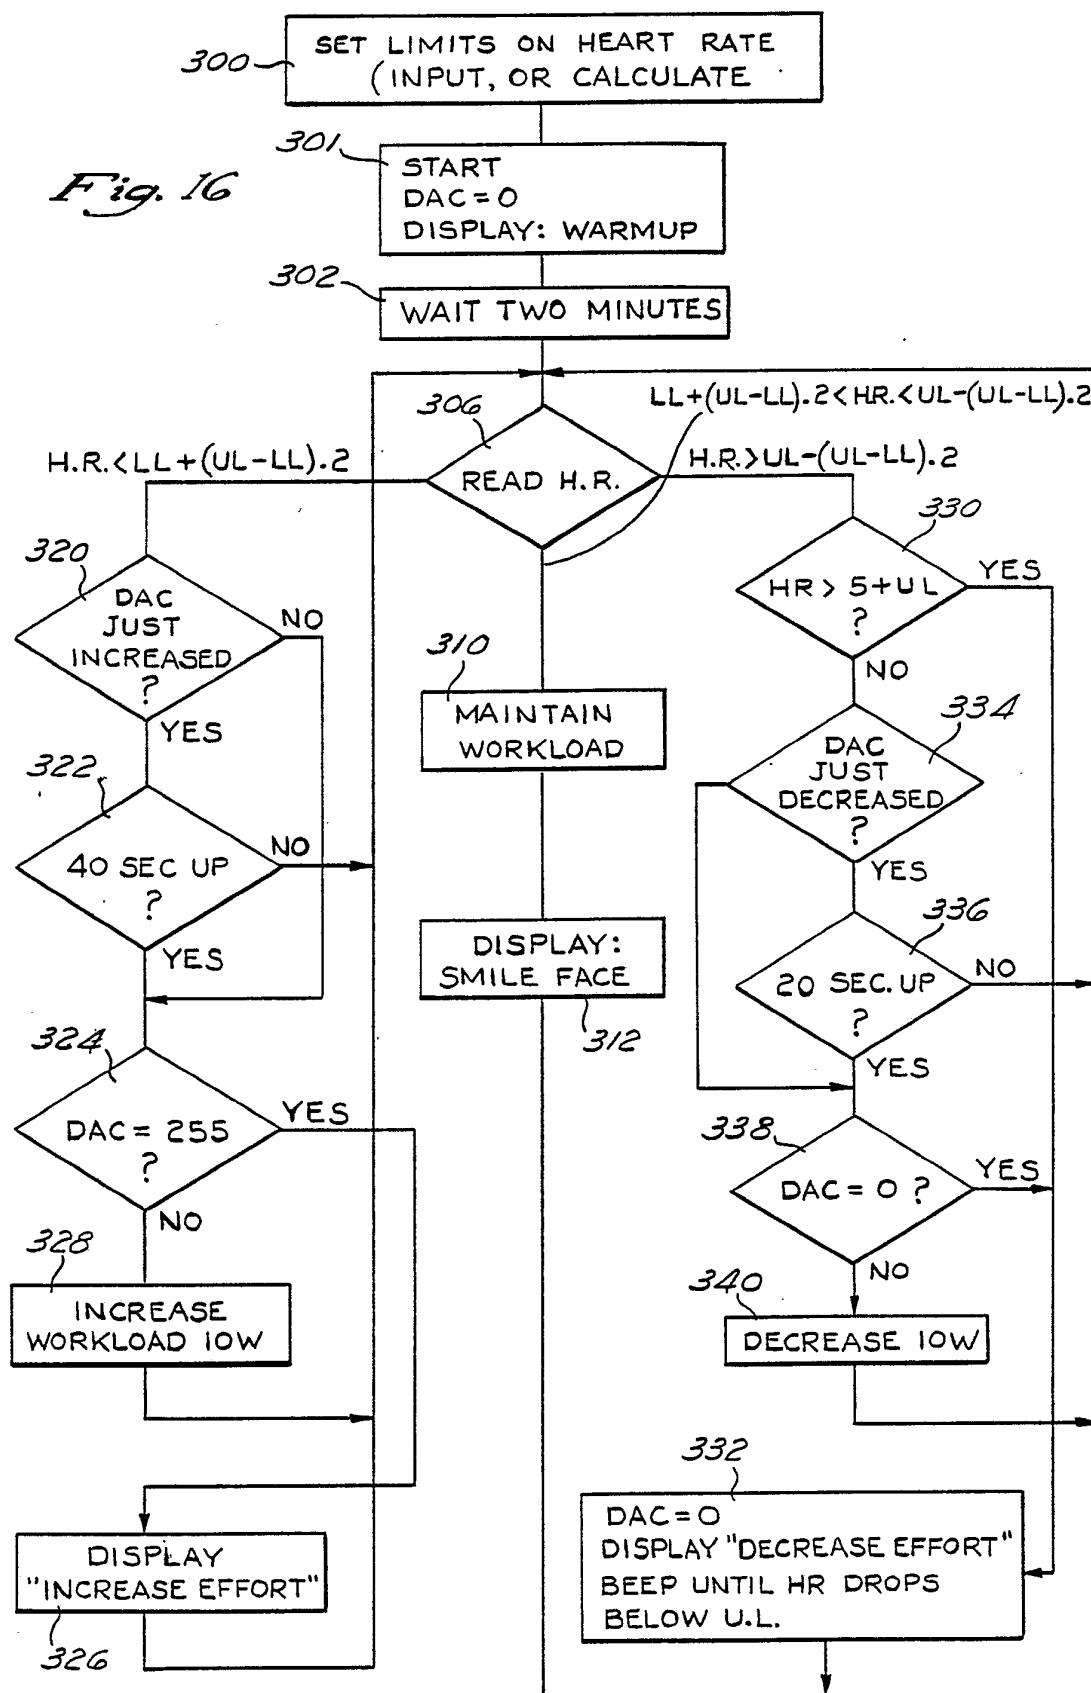 300
SET LIMITS ON HEART RATE
(INPUT, OR CALCULATE
301
START
DAC=0
DISPLAY: WARMUP
Fig. 16
302
WAIT TWO MINUTES
LL+(UL-LL).2<H.R.<UL-(UL-LL).2
306
READ H.R.
H.R.<LL+(UL-LL).2
H.R.>UL-(UL-LL).2
320
DAC
JUST
INCREASED
?
NO
YES
322
40 SEC UP
?
NO
YES
324
DAC = 255
?
YES
NO
328
INCREASE
WORKLOAD 10W
DISPLAY
"INCREASE EFFORT"
326
310
MAINTAIN
WORKLOAD
DISPLAY:
SMILE FACE
312
330
HR > 5+UL
?
YES
NO
334
DAC
JUST
DECREASED
?
YES
336
20 SEC. UP
?
NO
YES
338
DAC = 0 ?
YES
NO
340
DECREASE 10W
332
DAC=0
DISPLAY "DECREASE EFFORT"
BEEP UNTIL HR DROPS
BELOW U.L.